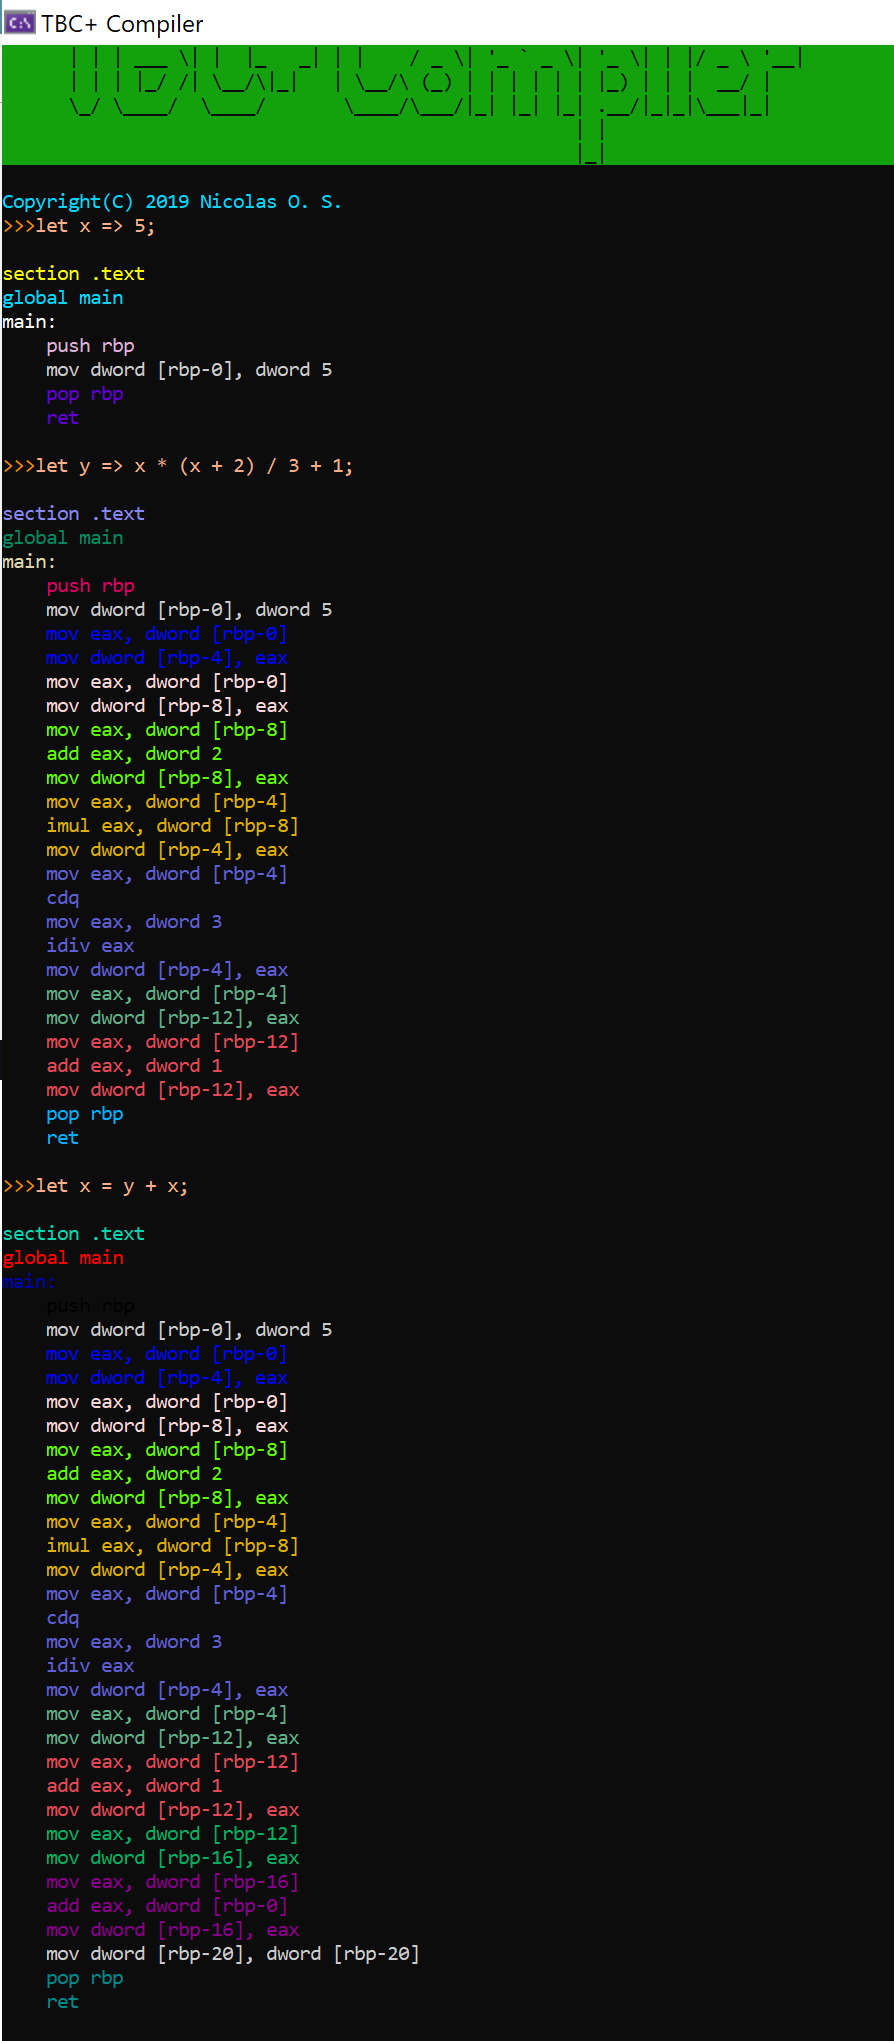 TBC+ Compiler
Copyright(C) 2019 Nicolas O. S.
>>>let x => 5;
section .text
global main
main:
    push rbp
    mov dword [rbp-0], dword 5
    pop rbp
    ret
>>>let y => x * (x + 2) / 3 + 1;
section .text
global main
main:
    push rbp
    mov dword [rbp-0], dword 5
    mov eax, dword [rbp-0]
    mov dword [rbp-4], eax
    mov eax, dword [rbp-0]
    mov dword [rbp-8], eax
    mov eax, dword [rbp-8]
    add eax, dword 2
    mov dword [rbp-8], eax
    mov eax, dword [rbp-4]
    imul eax, dword [rbp-8]
    mov dword [rbp-4], eax
    mov eax, dword [rbp-4]
    cdq
    mov eax, dword 3
    idiv eax
    mov dword [rbp-4], eax
    mov eax, dword [rbp-4]
    mov dword [rbp-12], eax
    mov eax, dword [rbp-12]
    add eax, dword 1
    mov dword [rbp-12], eax
    pop rbp
    ret
>>>let x = y + x;
section .text
global main
main:
    push rbp
    mov dword [rbp-0], dword 5
    mov eax, dword [rbp-0]
    mov dword [rbp-4], eax
    mov eax, dword [rbp-0]
    mov dword [rbp-8], eax
    mov eax, dword [rbp-8]
    add eax, dword 2
    mov dword [rbp-8], eax
    mov eax, dword [rbp-4]
    imul eax, dword [rbp-8]
    mov dword [rbp-4], eax
    mov eax, dword [rbp-4]
    cdq
    mov eax, dword 3
    idiv eax
    mov dword [rbp-4], eax
    mov eax, dword [rbp-4]
    mov dword [rbp-12], eax
    mov eax, dword [rbp-12]
    add eax, dword 1
    mov dword [rbp-12], eax
    mov eax, dword [rbp-12]
    mov dword [rbp-16], eax
    mov eax, dword [rbp-16]
    add eax, dword [rbp-0]
    mov dword [rbp-16], eax
    mov dword [rbp-20], dword [rbp-20]
    pop rbp
    ret